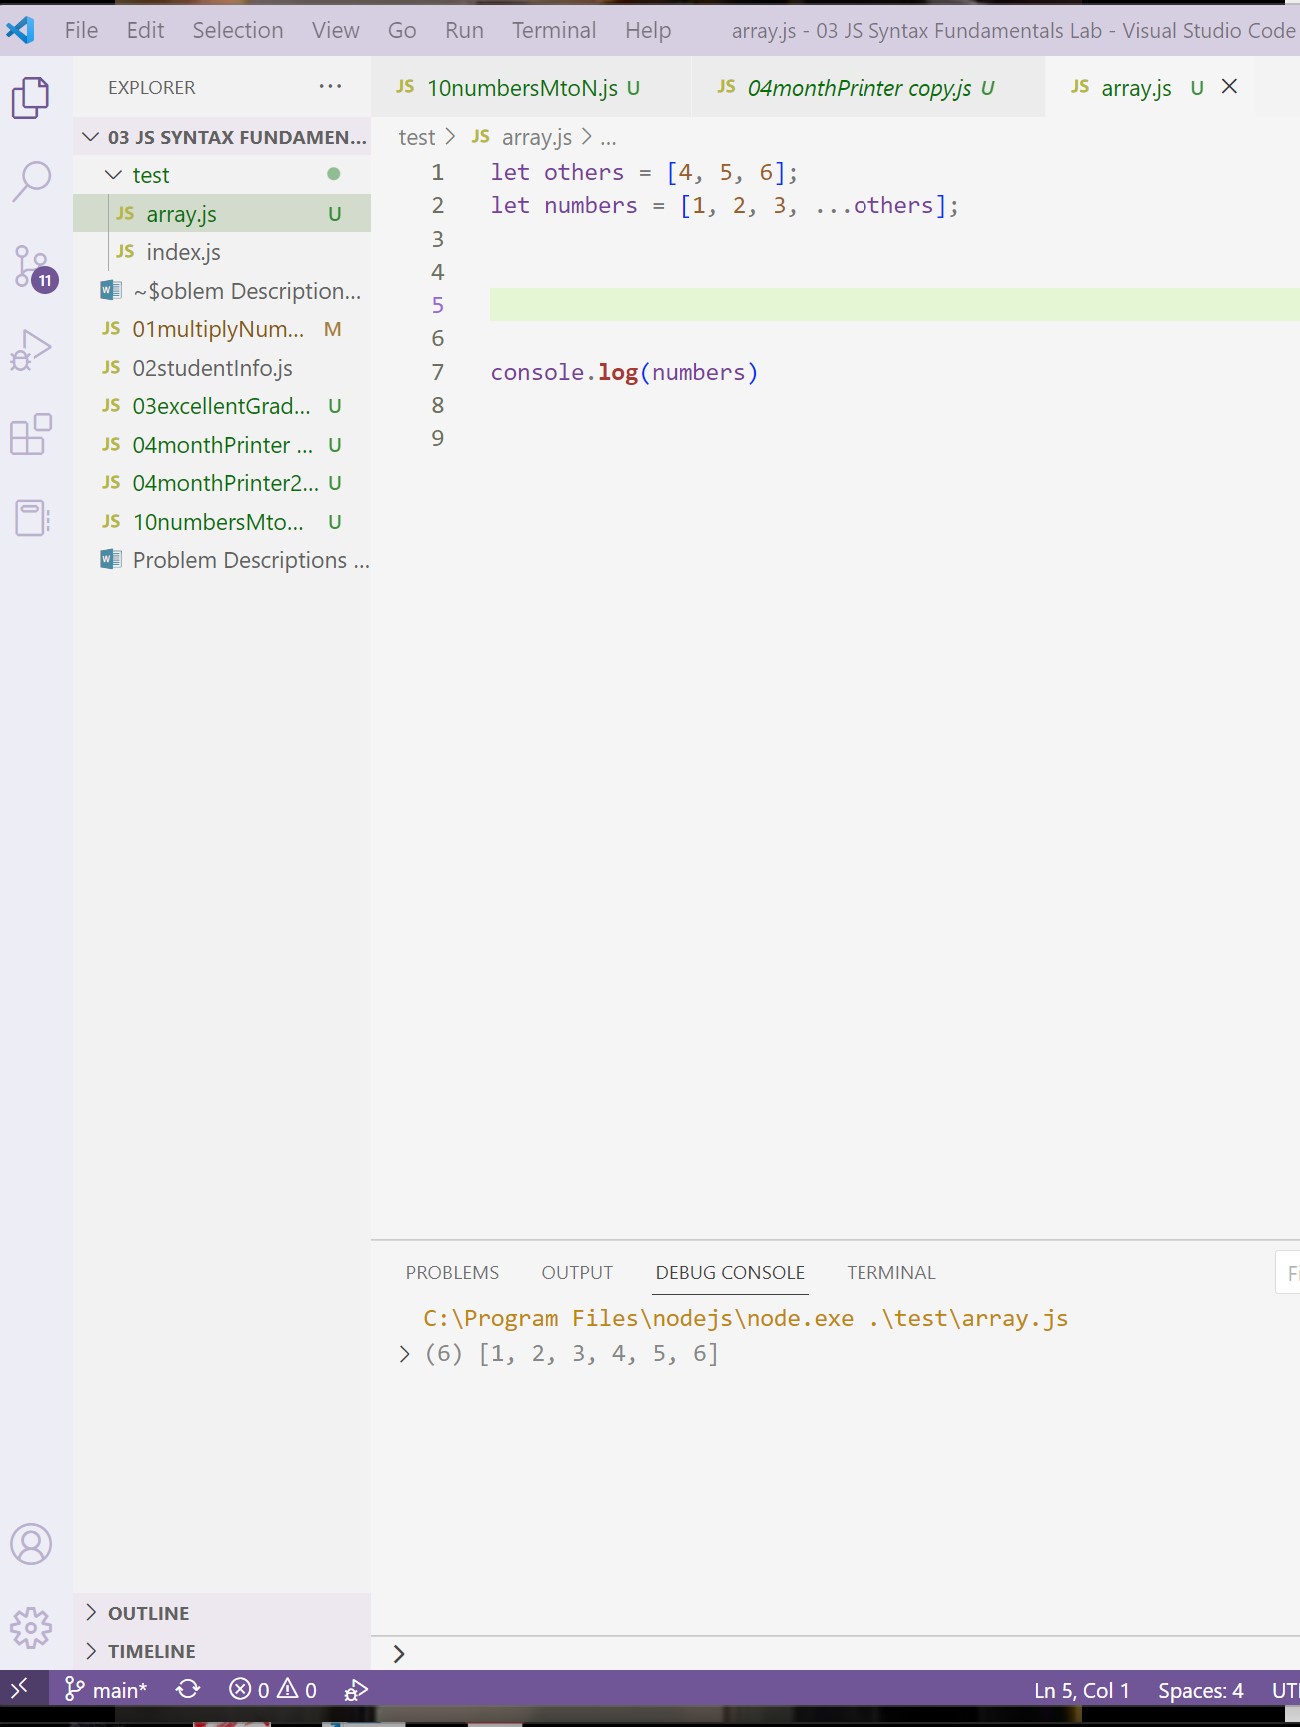 File Edit Selection View Go Run Terminal Help array.js - 03 JS Syntax Fundamentals Lab - Visual Studio Code
EXPLORER ...
JS 10numbersMtoN.js U JS 04monthPrinter copy.js U JS array.js U
03 JS SYNTAX FUNDAMEN...
test
JS array.js U
JS index.js
~$oblem Description...
JS 01multiplyNum... M
JS 02studentInfo.js
JS 03excellentGrad... U
JS 04monthPrinter ... U
JS 04monthPrinter2... U
JS 10numbersMto... U
Problem Descriptions ...
11
OUTLINE
TIMELINE
test > JS array.js > ...
1 let others = [4, 5, 6];
2 let numbers = [1, 2, 3, ...others];
3
4
5
6
7 console.log(numbers)
8
9
PROBLEMS OUTPUT DEBUG CONSOLE TERMINAL
C:\Program Files\nodejs\node.exe .\test\array.js
> (6) [1, 2, 3, 4, 5, 6]
>
main* 0 0 Ln 5, Col 1 Spaces: 4